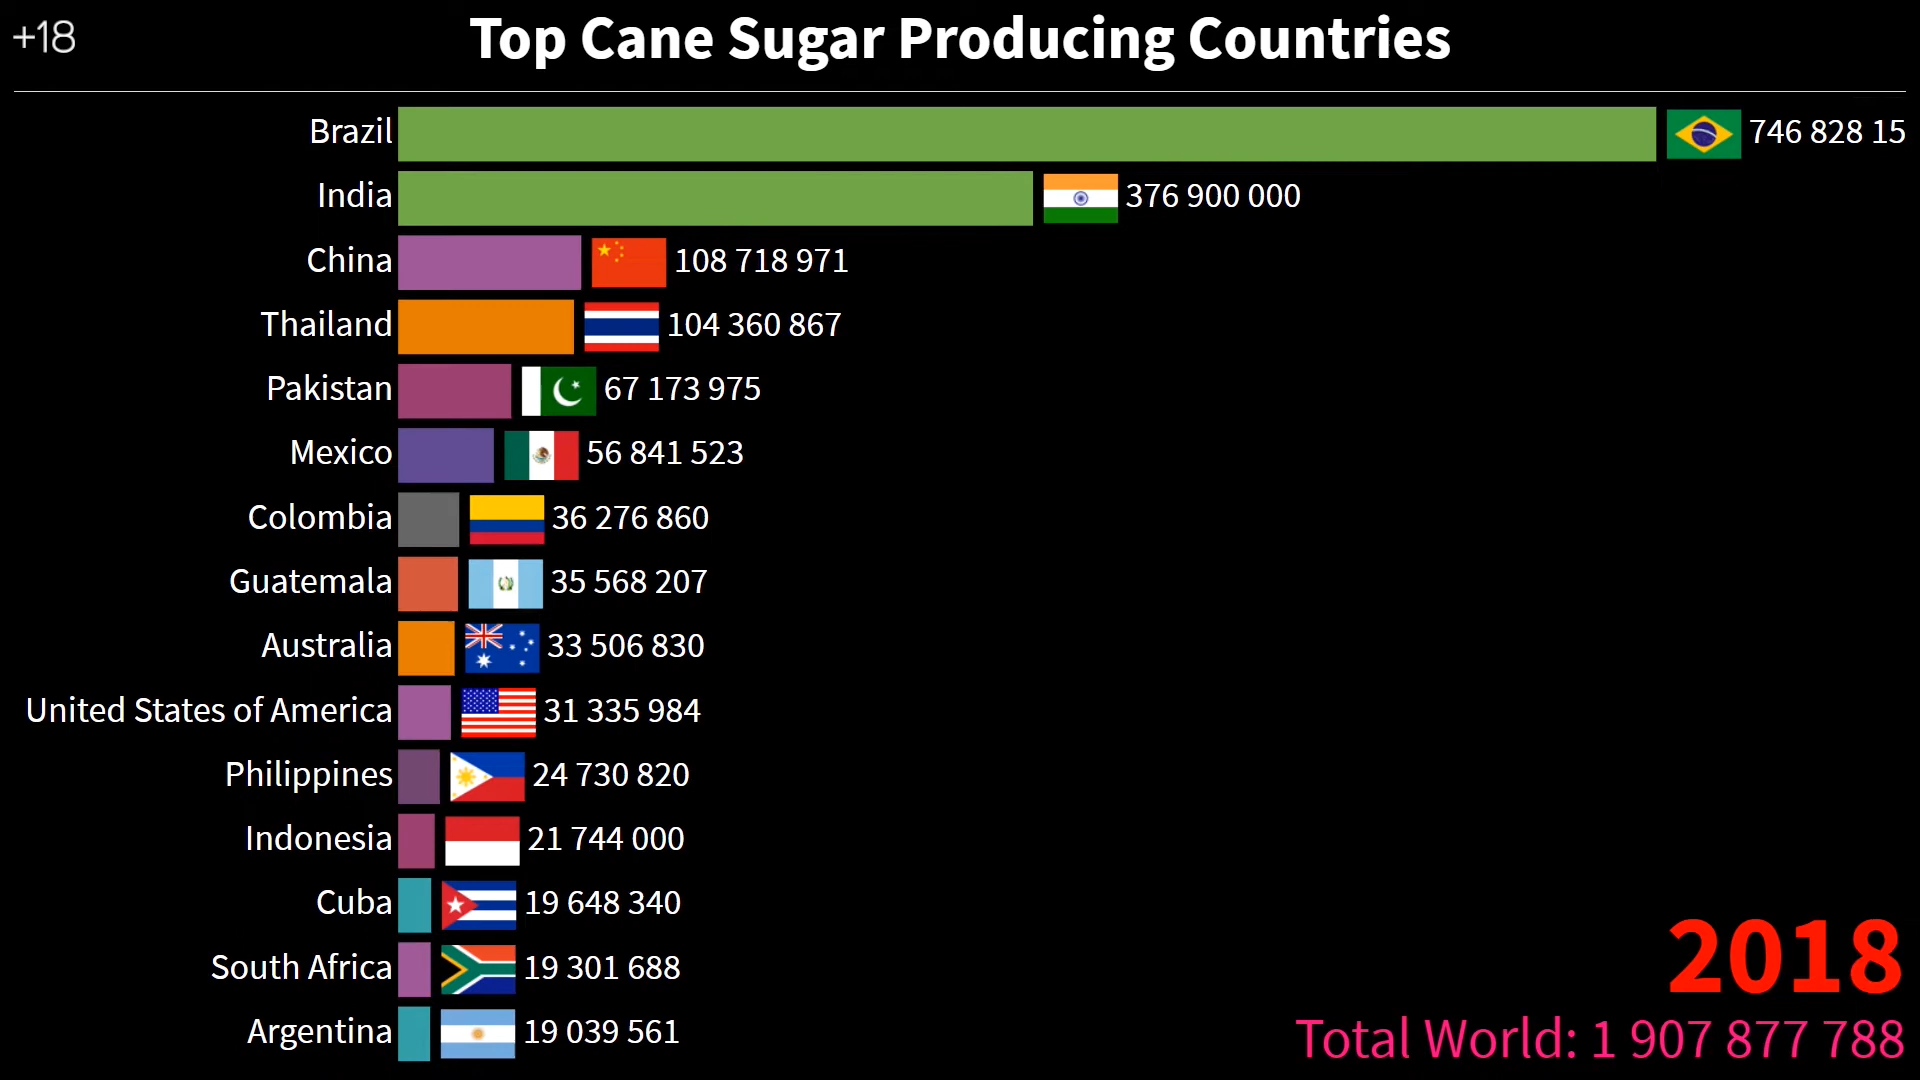 +18
Top Cane Sugar Producing Countries
Brazil 746 828 15
India 376 900 000
China 108 718 971
Thailand 104 360 867
Pakistan 67 173 975
Mexico 56 841 523
Colombia 36 276 860
Guatemala 35 568 207
Australia 33 506 830
United States of America 31 335 984
Philippines 24 730 820
Indonesia 21 744 000
Cuba 19 648 340
South Africa 19 301 688
Argentina 19 039 561
2018
Total World: 1 907 877 788